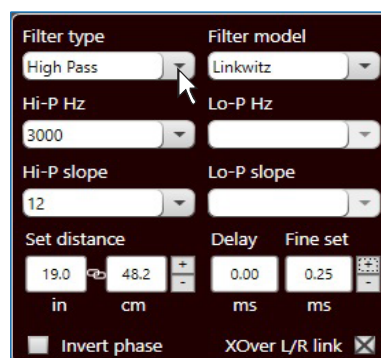 Filter type Filter model
High Pass Linkwitz
Hi-P Hz Lo-P Hz
3000
Hi-P slope Lo-P slope
12
Set distance Delay Fine set
19.0 48.2 + - 0.00 0.25 + -
in cm ms ms
Invert phase XOver L/R link